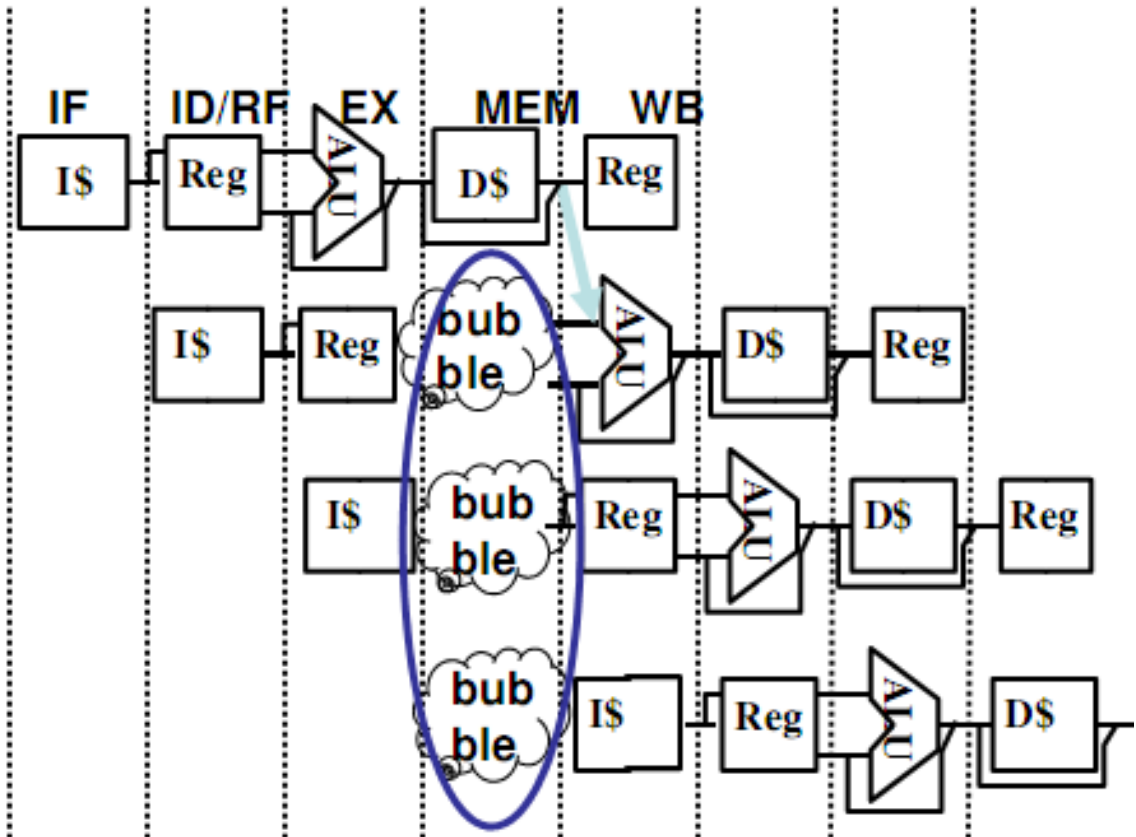 IF ID/RF EX MEM WB
I$ Reg ALU D$ Reg
I$ Reg bub ble ALU D$ Reg
I$ bub ble Reg ALU D$ Reg
bub ble I$ Reg ALU D$